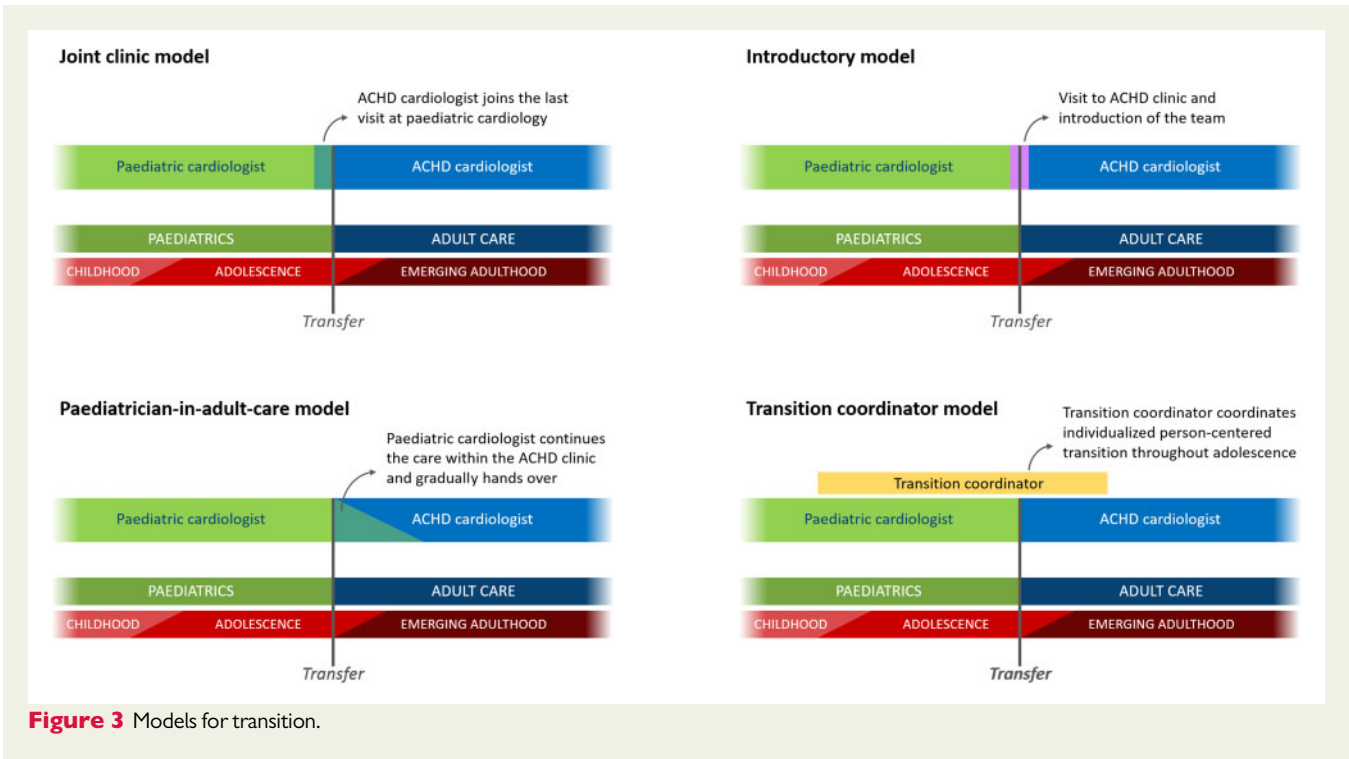 Joint clinic model
ACHD cardiologist joins the last
visit at paediatric cardiology
Paediatric cardiologist
ACHD cardiologist
PAEDIATRICS
ADULT CARE
CHILDHOOD
ADOLESCENCE
EMERGING ADULTHOOD
Transfer
Introductory model
Visit to ACHD clinic and
introduction of the team
Paediatric cardiologist
ACHD cardiologist
PAEDIATRICS
ADULT CARE
CHILDHOOD
ADOLESCENCE
EMERGING ADULTHOOD
Transfer
Paediatrician-in-adult-care model
Paediatric cardiologist continues
the care within the ACHD clinic
and gradually hands over
Paediatric cardiologist
ACHD cardiologist
PAEDIATRICS
ADULT CARE
CHILDHOOD
ADOLESCENCE
EMERGING ADULTHOOD
Transfer
Transition coordinator model
Transition coordinator coordinates
individualized person-centered
transition throughout adolescence
Transition coordinator
Paediatric cardiologist
ACHD cardiologist
PAEDIATRICS
ADULT CARE
CHILDHOOD
ADOLESCENCE
EMERGING ADULTHOOD
Transfer
Figure 3 Models for transition.